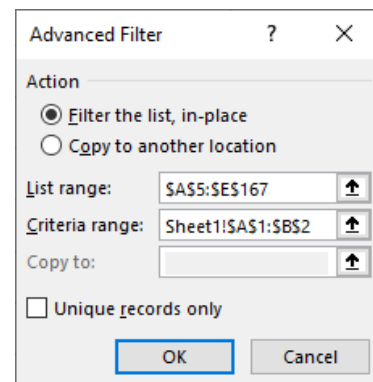 Advanced Filter ? ×
Action
Filter the list, in-place
Copy to another location
List range: $A$5:$E$167
Criteria range: Sheet1!$A$1:$B$2
Copy to:
Unique records only
OK Cancel